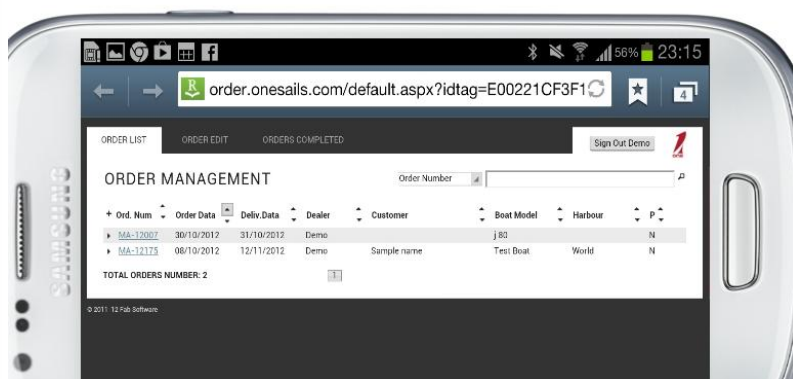 56% 23:15
order.onesails.com/default.aspx?idtag=E00221CF3F1
4
ORDER LIST ORDER EDIT ORDERS COMPLETED Sign Out Demo
one
ORDER MANAGEMENT Order Number
+ Ord. Num Order Data Deliv.Data Dealer Customer Boat Model Harbour P
MA-12007 30/10/2012 31/10/2012 Demo j 80 N
MA-12175 08/10/2012 12/11/2012 Demo Sample name Test Boat World N
TOTAL ORDERS NUMBER: 2 1
© 2011 12 Fab Software
SAMSUNG